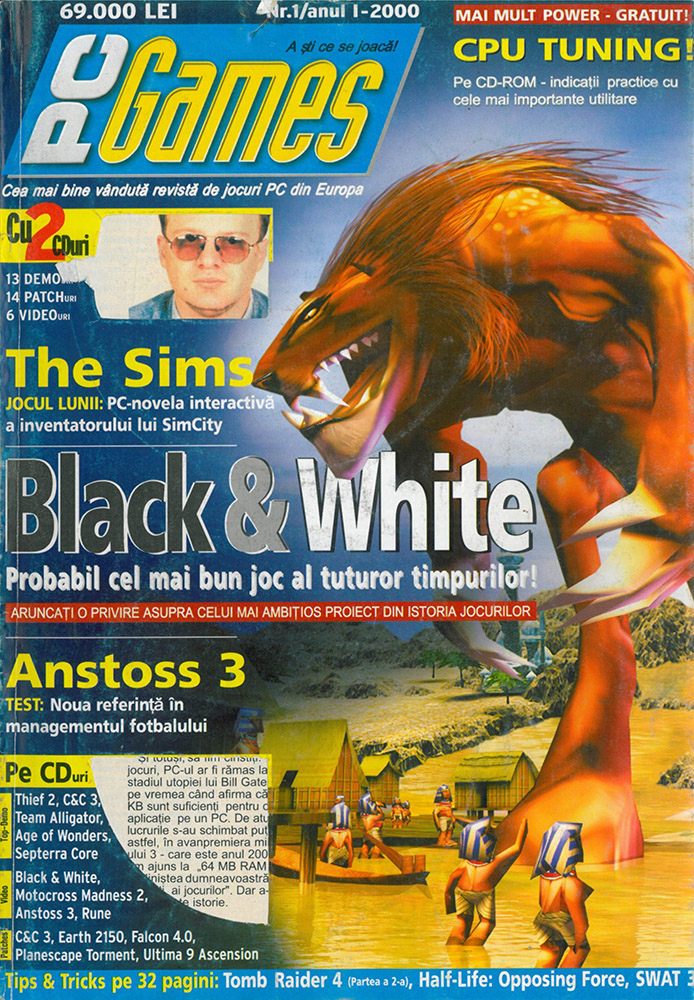 69.000 LEI
Nr.1/anul I-2000
MAI MULT POWER - GRATUIT!
A ști ce se joacă!
PC Games
CPU TUNING!
Pe CD-ROM - indicații practice cu
cele mai importante utilitare
Cea mai bine vândută revistă de jocuri PC din Europa
Cu 2 CDuri
13 DEMO
14 PATCHURI
6 VIDEOURI
The Sims
JOCUL LUNII: PC-novela interactivă
a inventatorului lui SimCity
Black & White
Probabil cel mai bun joc al tuturor timpurilor!
ARUNCAȚI O PRIVIRE ASUPRA CELUI MAI AMBIȚIOS PROIECT DIN ISTORIA JOCURILOR
Anstoss 3
TEST: Noua referință în
managementul fotbalului
Pe CDuri
Top-Demo
Thief 2, C&C 3,
Team Alligator,
Age of Wonders,
Septerra Core
Video
Black & White,
Motocross Madness 2,
Anstoss 3, Rune
Patches
C&C 3, Earth 2150, Falcon 4.0,
Planescape Torment, Ultima 9 Ascension
Și totuși, să fim cinstiți:
jocuri, PC-ul ar fi rămas la
stadiul utopiei lui Bill Gate
pe vremea când afirma că
KB sunt suficienți pentru o
aplicație pe un PC. De atu
lucrurile s-au schimbat puț
astfel, în avanpremiera mi
ului 3 - care este anul 200
m ajuns la „64 MB RAM
niștea dumneavoastră
ai jocurilor". Dar a-
te istorie.
Tips & Tricks pe 32 pagini: Tomb Raider 4 (Partea a 2-a), Half-Life: Opposing Force, SWAT 3